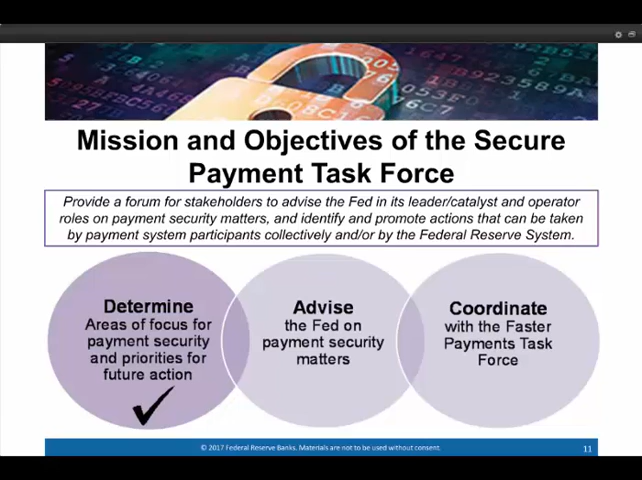 Mission and Objectives of the Secure
Payment Task Force
Provide a forum for stakeholders to advise the Fed in its leader/catalyst and operator
roles on payment security matters, and identify and promote actions that can be taken
by payment system participants collectively and/or by the Federal Reserve System.
Determine
Areas of focus for
payment security
and priorities for
future action
Advise
the Fed on
payment security
matters
Coordinate
with the Faster
Payments Task
Force
© 2017 Federal Reserve Banks. Materials are not to be used without consent.
11